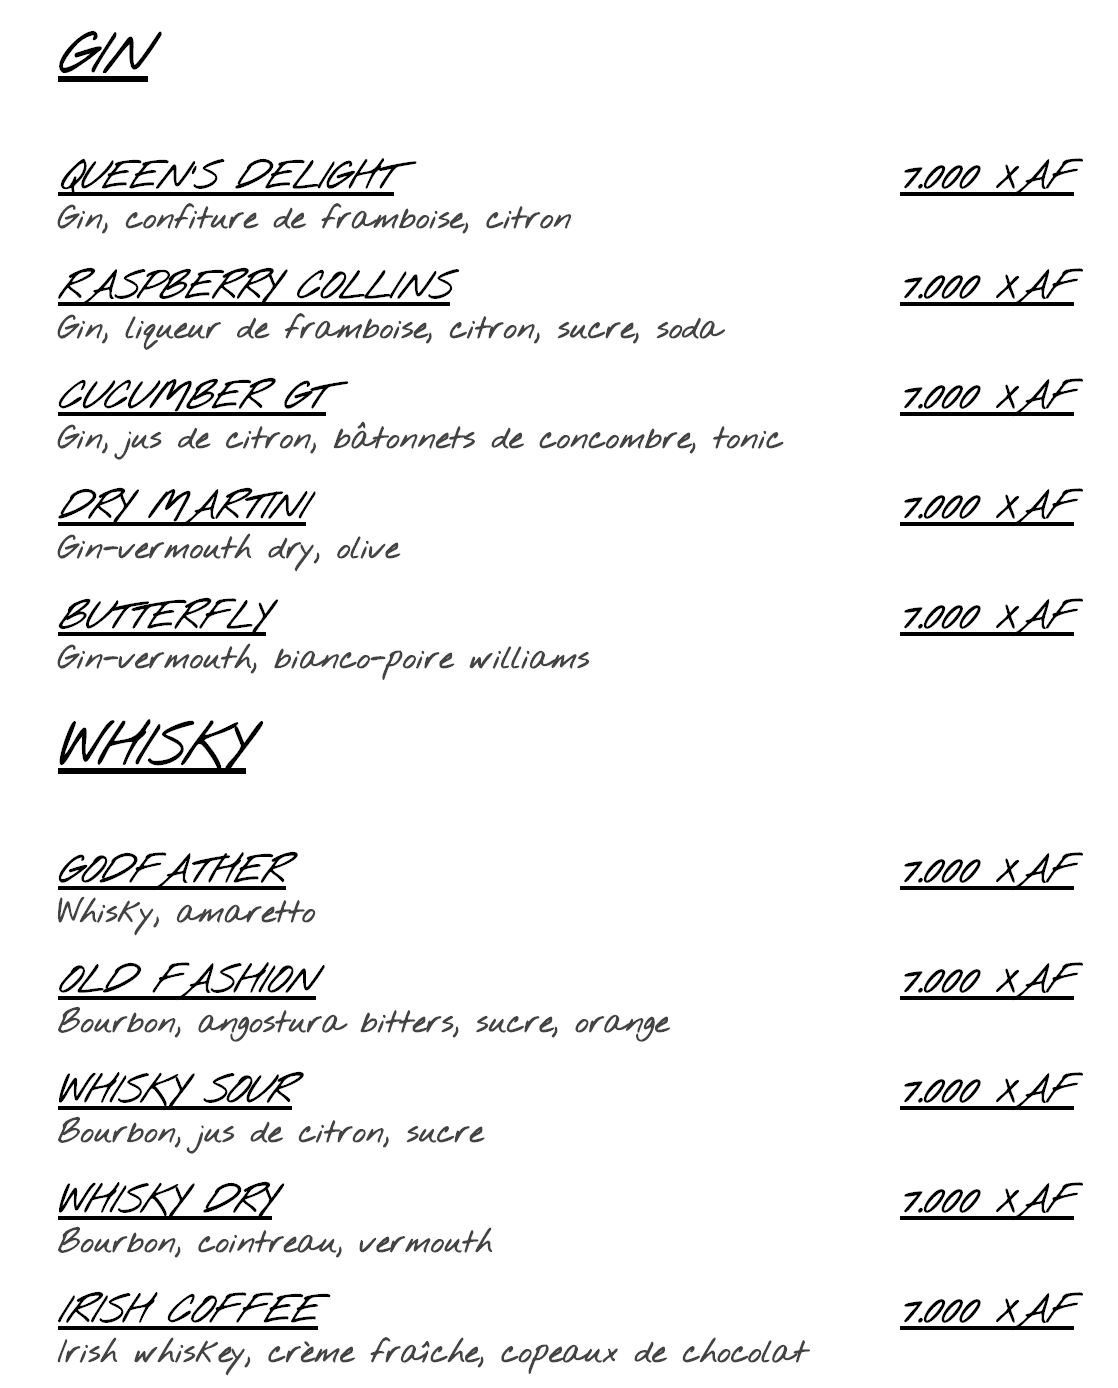 GIN
QUEEN'S DELIGHT 7.000 XAF
Gin, confiture de framboise, citron
RASPBERRY COLLINS 7.000 XAF
Gin, liqueur de framboise, citron, sucre, soda
CUCUMBER GT 7.000 XAF
Gin, jus de citron, bâtonnets de concombre, tonic
DRY MARTINI 7.000 XAF
Gin-vermouth dry, olive
BUTTERFLY 7.000 XAF
Gin-vermouth, bianco-poire williams
WHISKY
GODFATHER 7.000 XAF
Whisky, amaretto
OLD FASHION 7.000 XAF
Bourbon, angostura bitters, sucre, orange
WHISKY SOUR 7.000 XAF
Bourbon, jus de citron, sucre
WHISKY DRY 7.000 XAF
Bourbon, cointreau, vermouth
IRISH COFFEE 7.000 XAF
Irish whiskey, crème fraîche, copeaux de chocolat